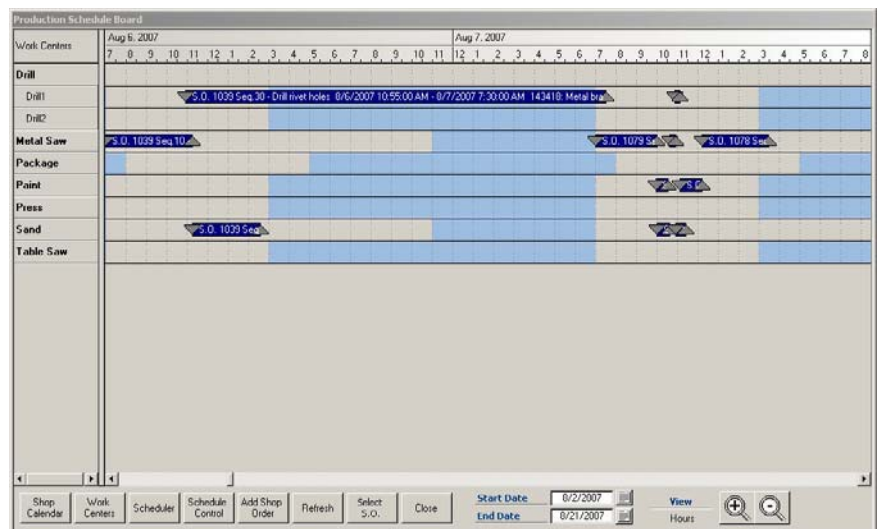 Production Schedule Board
Work Centers
Aug 6, 2007 Aug 7, 2007
7 8 9 10 11 12 1 2 3 4 5 6 7 8 9 10 11 12 1 2 3 4 5 6 7 8 9 10 11 12 1 2 3 4 5 6 7 8
Drill
Drill1 S.O. 1039 Seq.30 - Drill rivet holes 8/6/2007 10:55:00 AM - 8/7/2007 7:30:00 AM 143418: Metal bra
Drill2
Metal Saw S.O. 1039 Seq.10 S.O. 1079 S S.O. 1078 Se
Package
Paint
Press
Sand S.O. 1039 Seq
Table Saw
Shop Calendar Work Centers Scheduler Schedule Control Add Shop Order Refresh Select S.O. Close
Start Date 8/2/2007 View
End Date 8/21/2007 Hours